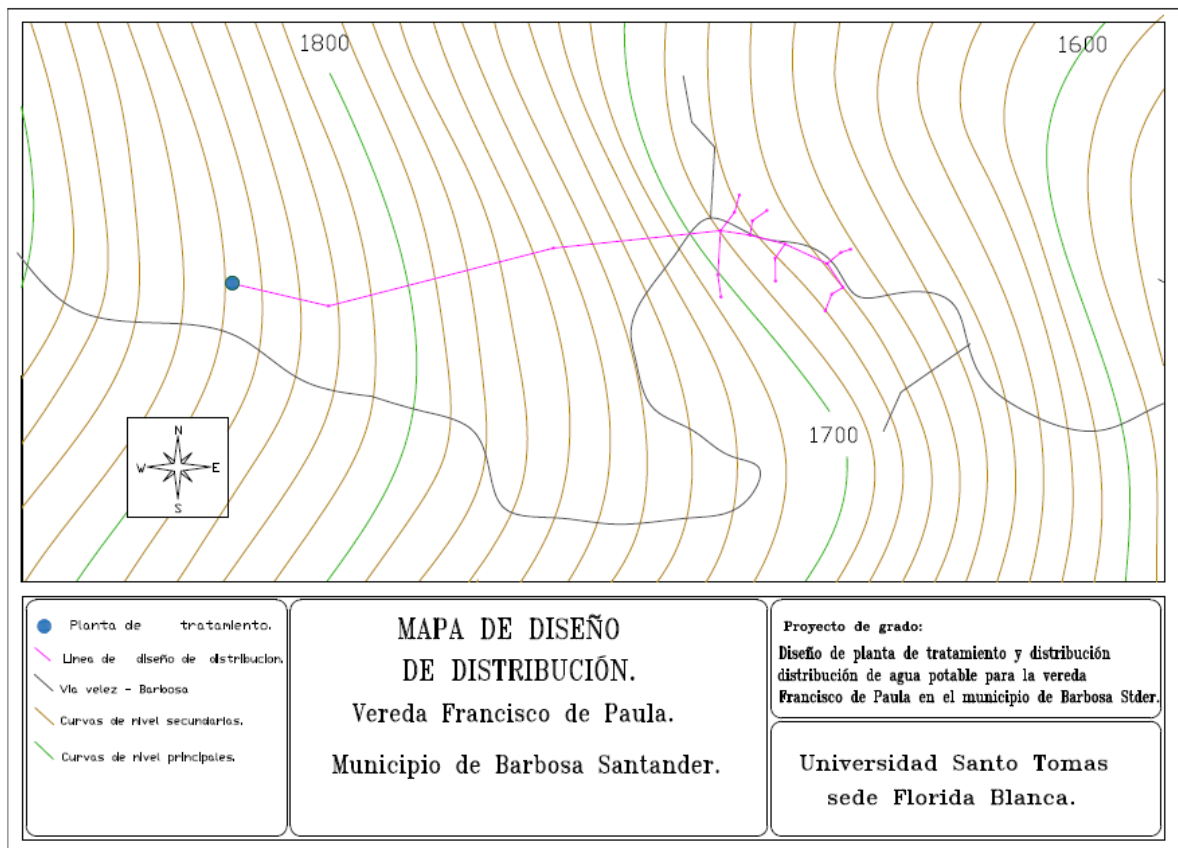 1800
1600
1700
N
W E
S
Planta de tratamiento.
Linea de diseño de distribucion.
Via velez - Barbosa
Curvas de nivel secundarias.
Curvas de nivel principales.
MAPA DE DISEÑO
DE DISTRIBUCIÓN.
Vereda Francisco de Paula.
Municipio de Barbosa Santander.
Proyecto de grado:
Diseño de planta de tratamiento y distribución
distribución de agua potable para la vereda
Francisco de Paula en el municipio de Barbosa Stder.
Universidad Santo Tomas
sede Florida Blanca.